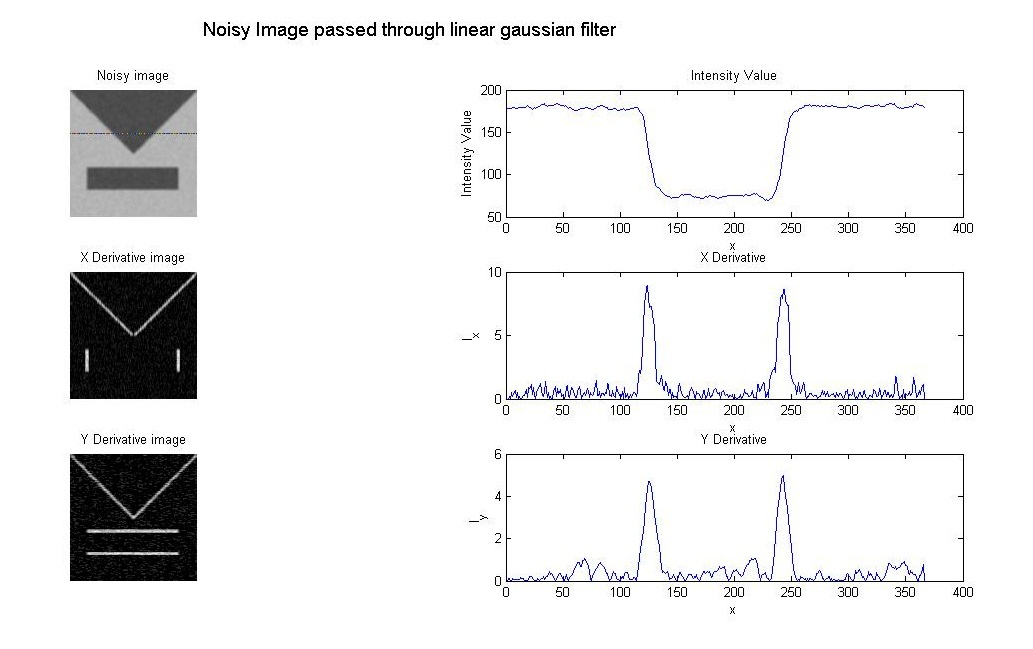 Noisy Image passed through linear gaussian filter
Noisy image
Intensity Value
Intensity Value
200
150
100
50
0 50 100 150 200 250 300 350 400
x
X Derivative image
X Derivative
I_x
10
5
0
0 50 100 150 200 250 300 350 400
x
Y Derivative image
Y Derivative
I_y
6
4
2
0
0 50 100 150 200 250 300 350 400
x